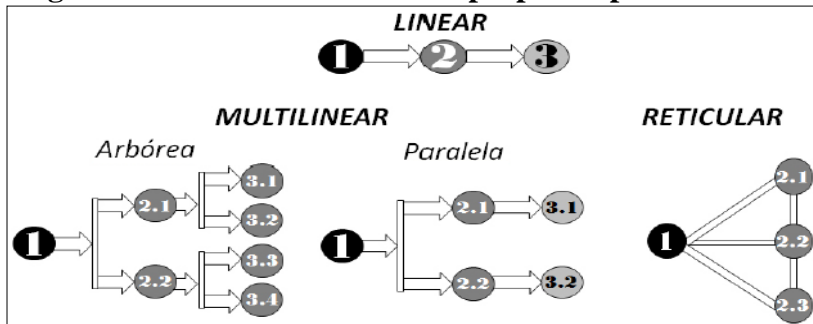 LINEAR
1 2 3
MULTILINEAR
Arbórea
2.1
3.1
3.2
1
2.2
3.3
3.4
Paralela
2.1 3.1
1
2.2 3.2
RETICULAR
2.1
1 2.2
2.3